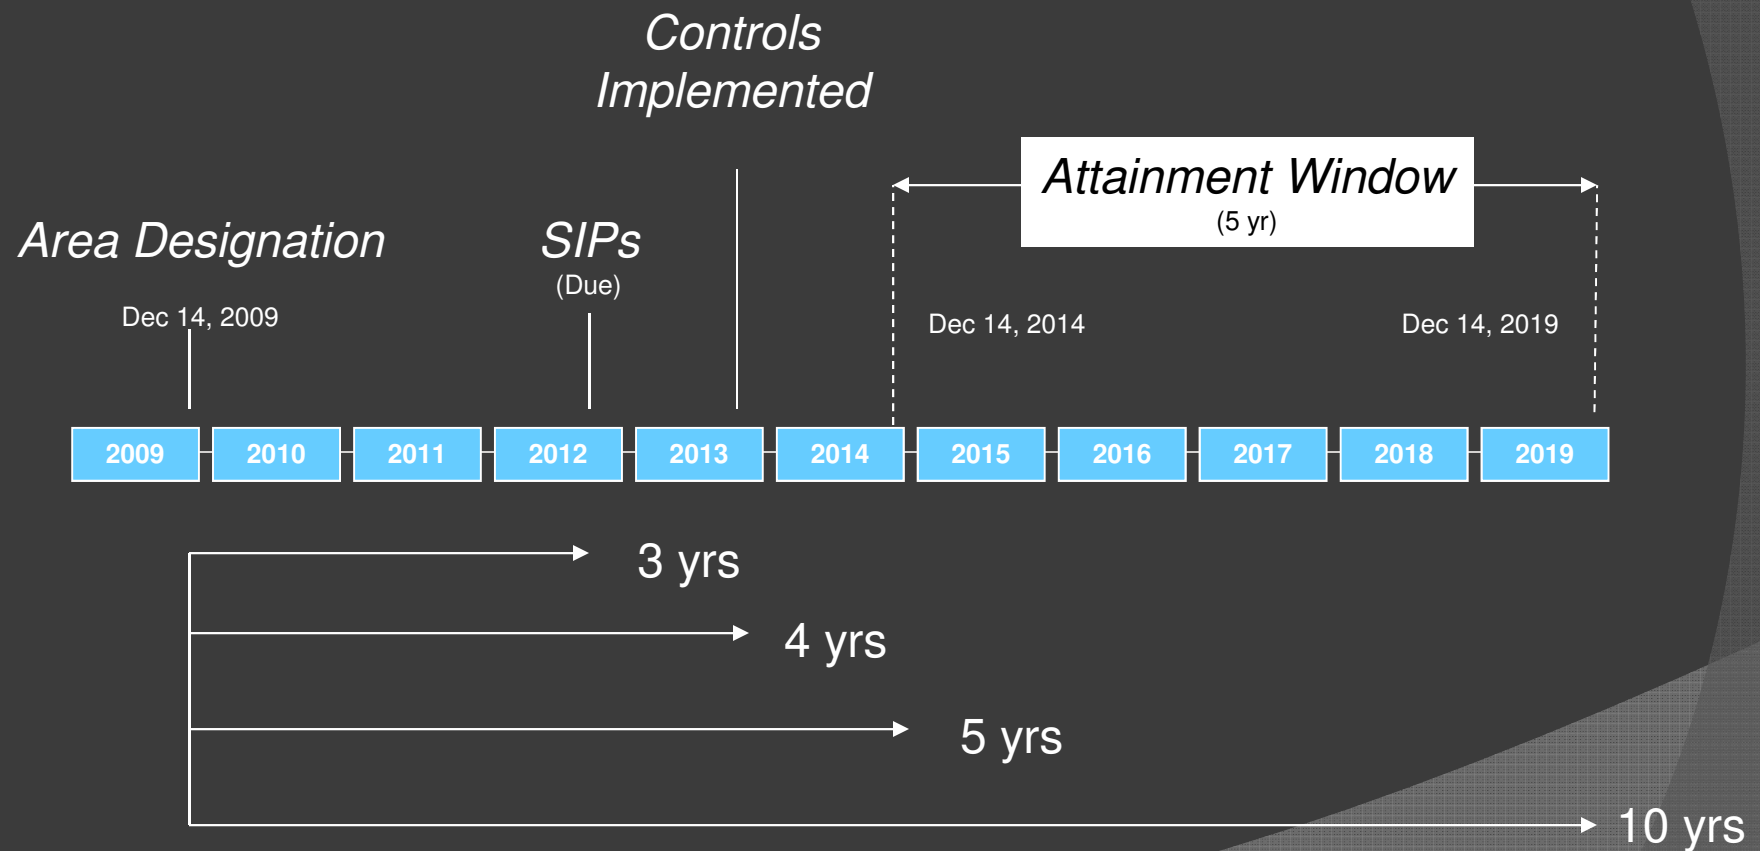 Controls
Implemented
Attainment Window
(5 yr)
Area Designation
SIPs
(Due)
Dec 14, 2009
Dec 14, 2014
Dec 14, 2019
2009
2010
2011
2012
2013
2014
2015
2016
2017
2018
2019
3 yrs
4 yrs
5 yrs
10 yrs